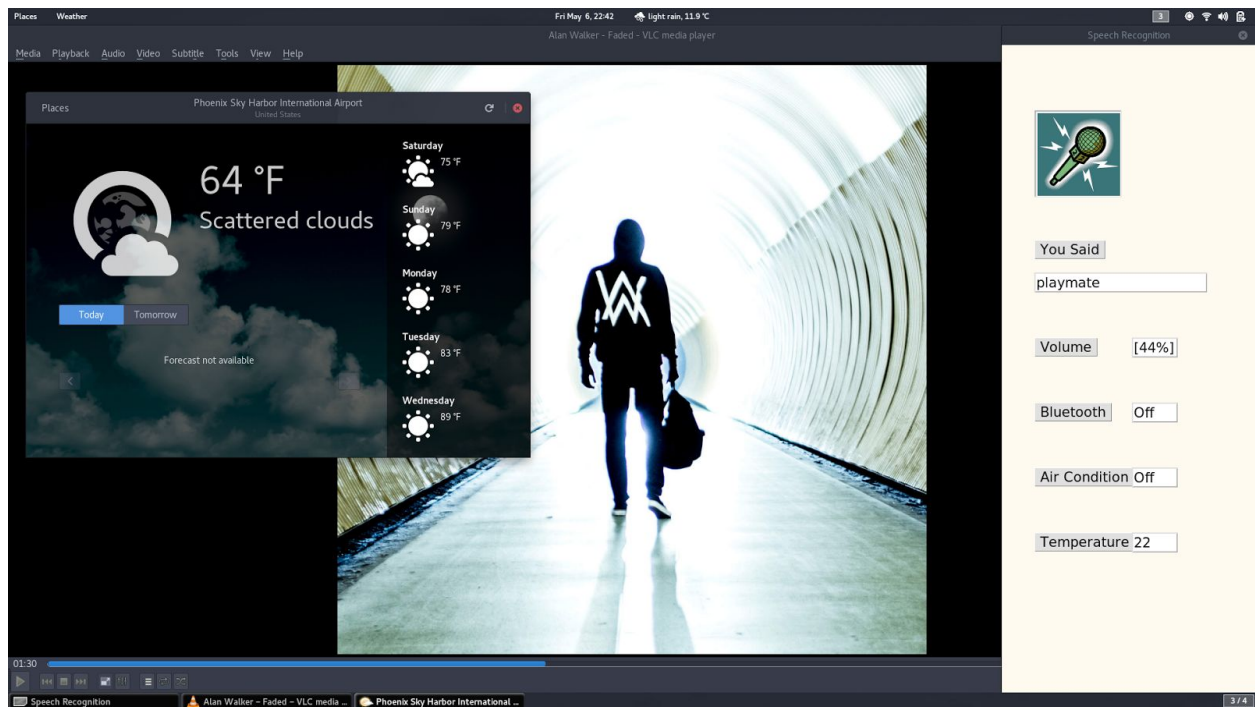 Places Weather Fri May 6, 22:42 light rain, 11.9 °C 3
Alan Walker - Faded - VLC media player
Speech Recognition
Media Playback Audio Video Subtitle Tools View Help
Places
Phoenix Sky Harbor International Airport
United States
64 °F
Scattered clouds
Today Tomorrow
Forecast not available
Saturday
75 °F
Sunday
79 °F
Monday
78 °F
Tuesday
83 °F
Wednesday
89 °F
You Said
playmate
Volume [44%]
Bluetooth Off
Air Condition Off
Temperature 22
01:30
Speech Recognition Alan Walker – Faded – VLC media ... Phoenix Sky Harbor International ... 3 / 4